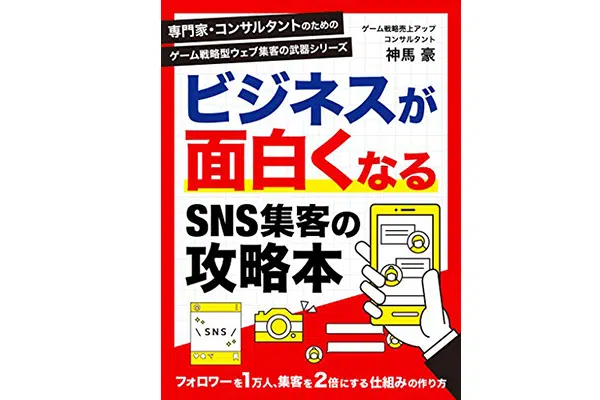 専門家・コンサルタントのための
ゲーム戦略型ウェブ集客の武器シリーズ
ゲーム戦略売上アップ
コンサルタント
神馬 豪
ビジネスが
面白くなる
SNS集客の
攻略本
\ SNS /
フォロワーを1万人、集客を2倍にする仕組みの作り方